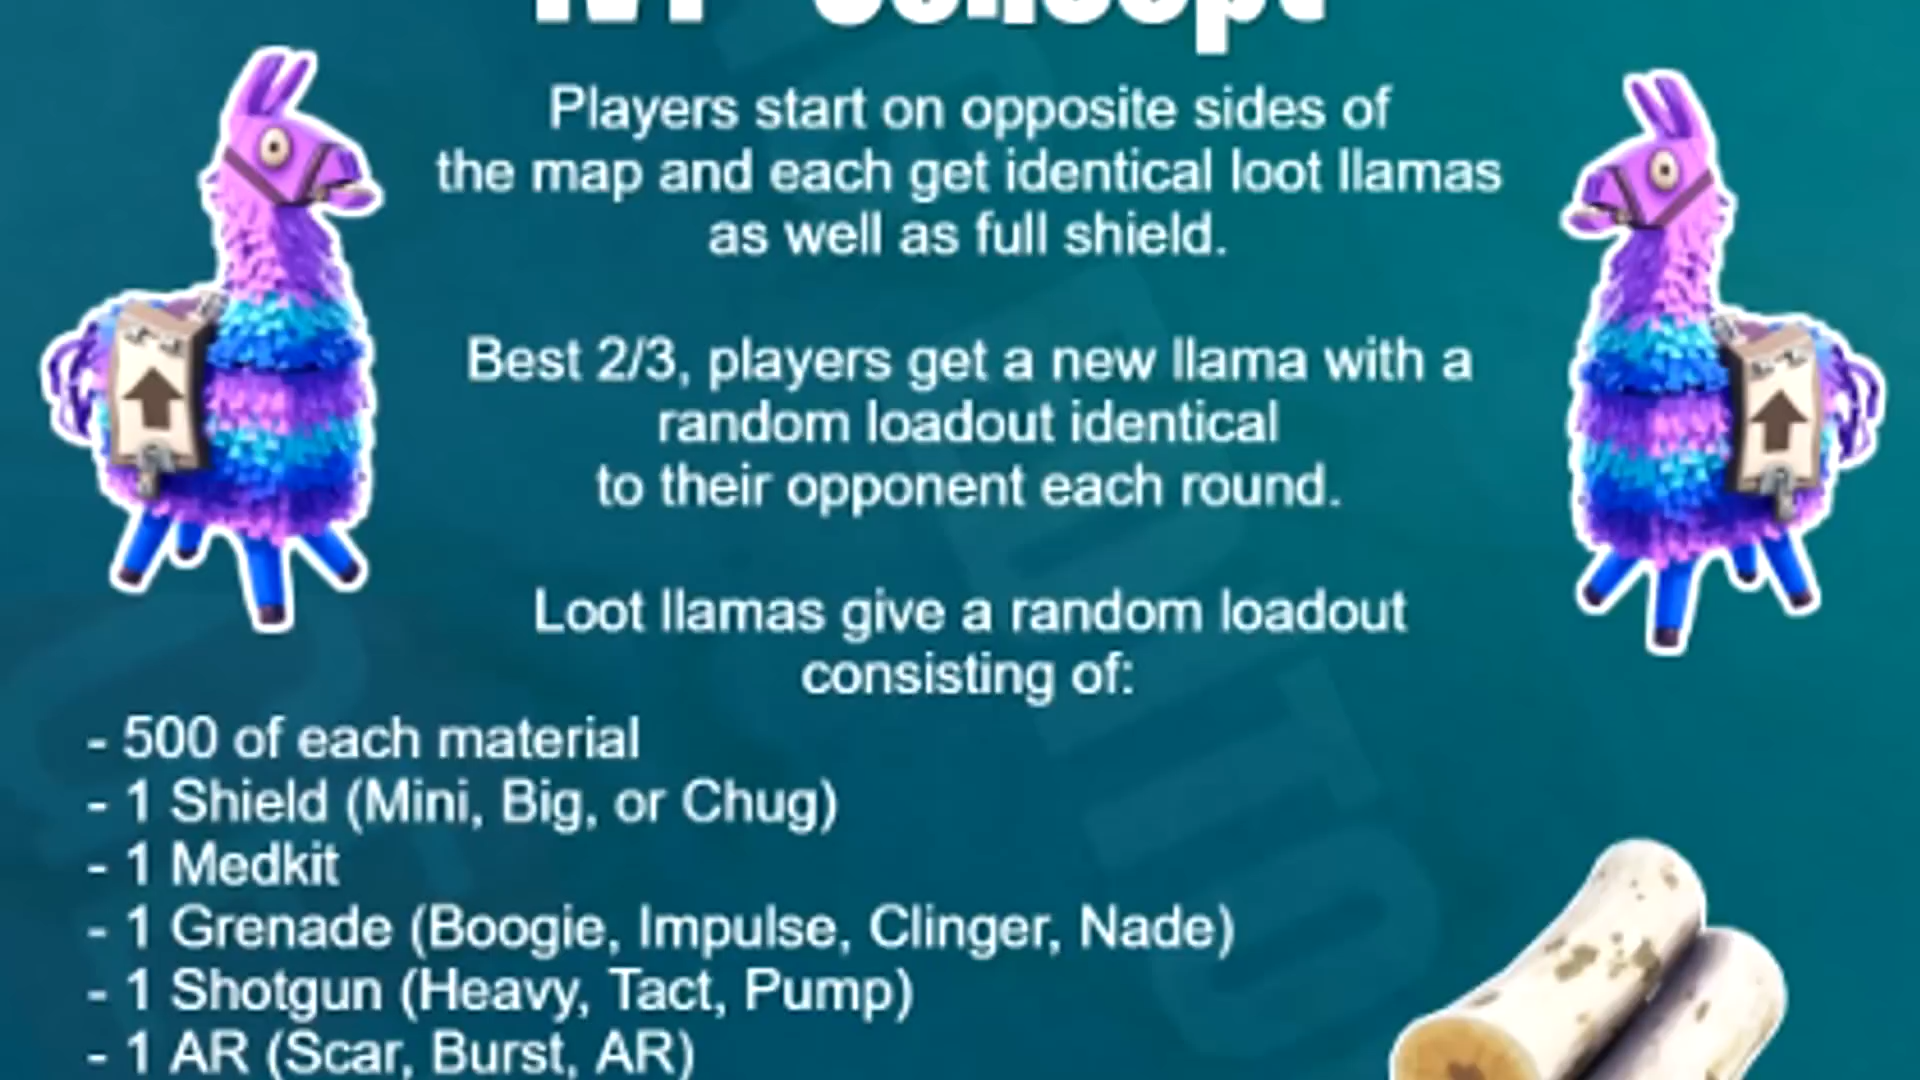 Concept
Players start on opposite sides of
the map and each get identical loot llamas
as well as full shield.
Best 2/3, players get a new llama with a
random loadout identical
to their opponent each round.
Loot llamas give a random loadout
consisting of:
- 500 of each material
- 1 Shield (Mini, Big, or Chug)
- 1 Medkit
- 1 Grenade (Boogie, Impulse, Clinger, Nade)
- 1 Shotgun (Heavy, Tact, Pump)
- 1 AR (Scar, Burst, AR)